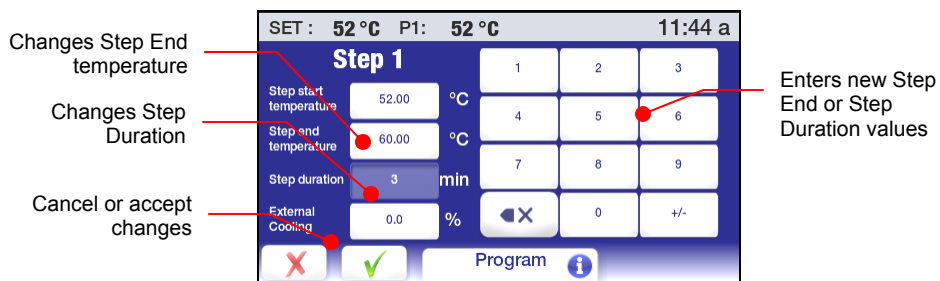 SET : 52 °C P1: 52 °C 11:44 a
Changes Step End
temperature
Changes Step
Duration
Cancel or accept
changes
Step 1
Step start
temperature 52.00 °C
Step end
temperature 60.00 °C
Step duration 3 min
External
Cooling 0.0 %
1 2 3
4 5 6
7 8 9
0 +/-
Program
Enters new Step
End or Step
Duration values